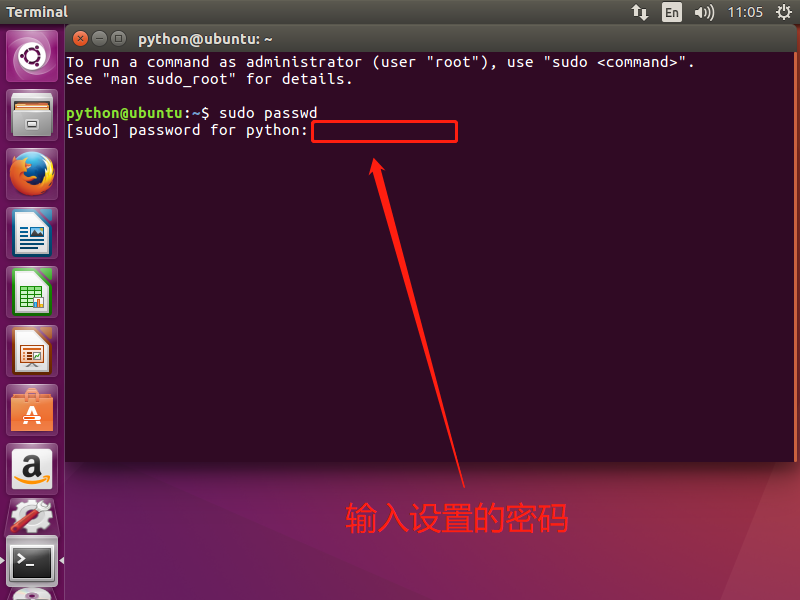 Terminal
En
11:05
python@ubuntu: ~
To run a command as administrator (user "root"), use "sudo <command>".
See "man sudo_root" for details.
python@ubuntu:~$ sudo passwd
[sudo] password for python:
A
a
>_
输入设置的密码